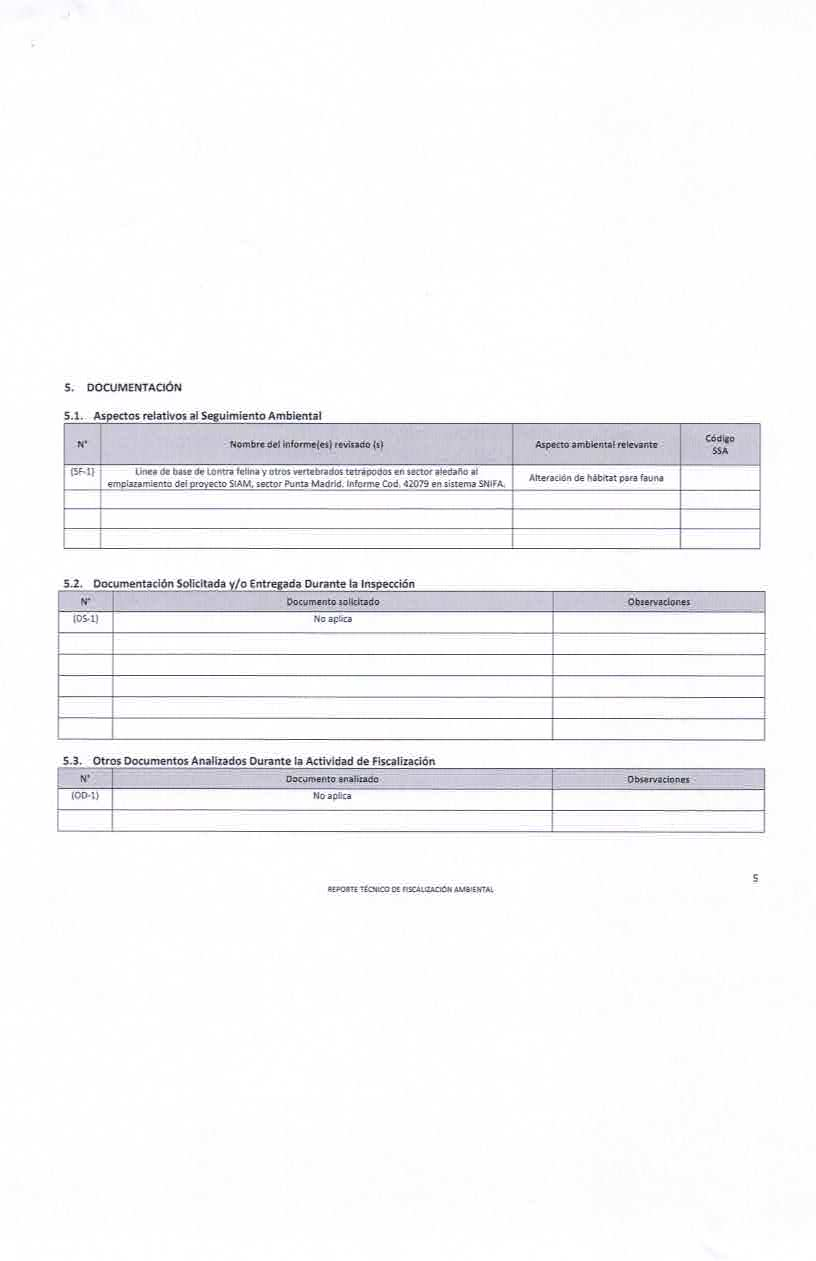 5. DOCUMENTACIÓN
5.1. Aspectos relativos al Seguimiento Ambiental
N° Nombre del informe(es) revisado (s) Aspecto ambiental relevante Código SSA
(SF-1) Linea de base de Lontra felina y otros vertebrados tetrápodos en sector aledaño al
emplazamiento del proyecto SIAM, sector Punta Madrid. Informe Cod. 42079 en sistema SNIFA. Alteración de hábitat para fauna
5.2. Documentación Solicitada y/o Entregada Durante la Inspección
N° Documento solicitado Observaciones
(DS-1) No aplica
5.3. Otros Documentos Analizados Durante la Actividad de Fiscalización
N° Documento analizado Observaciones
(OD-1) No aplica
5
REPORTE TÉCNICO DE FISCALIZACIÓN AMBIENTAL